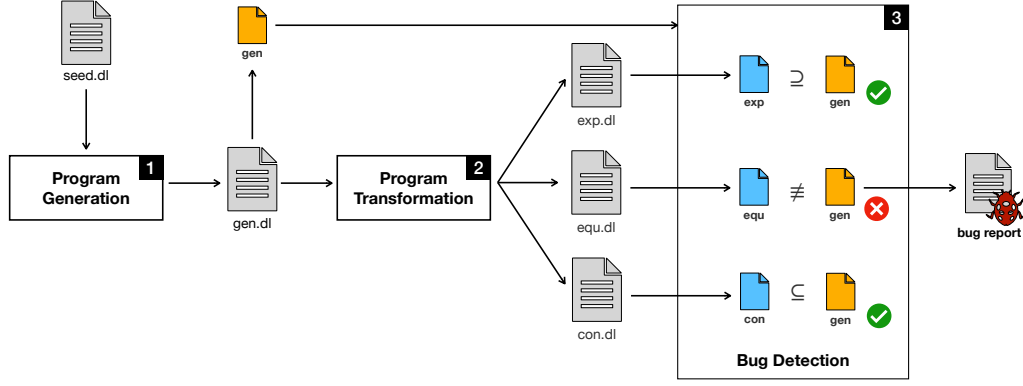 seed.dl
gen
3
exp
⊇
gen
exp.dl
1
Program
Generation
gen.dl
2
Program
Transformation
equ.dl
equ
≠
gen
bug report
con.dl
con
⊆
gen
Bug Detection